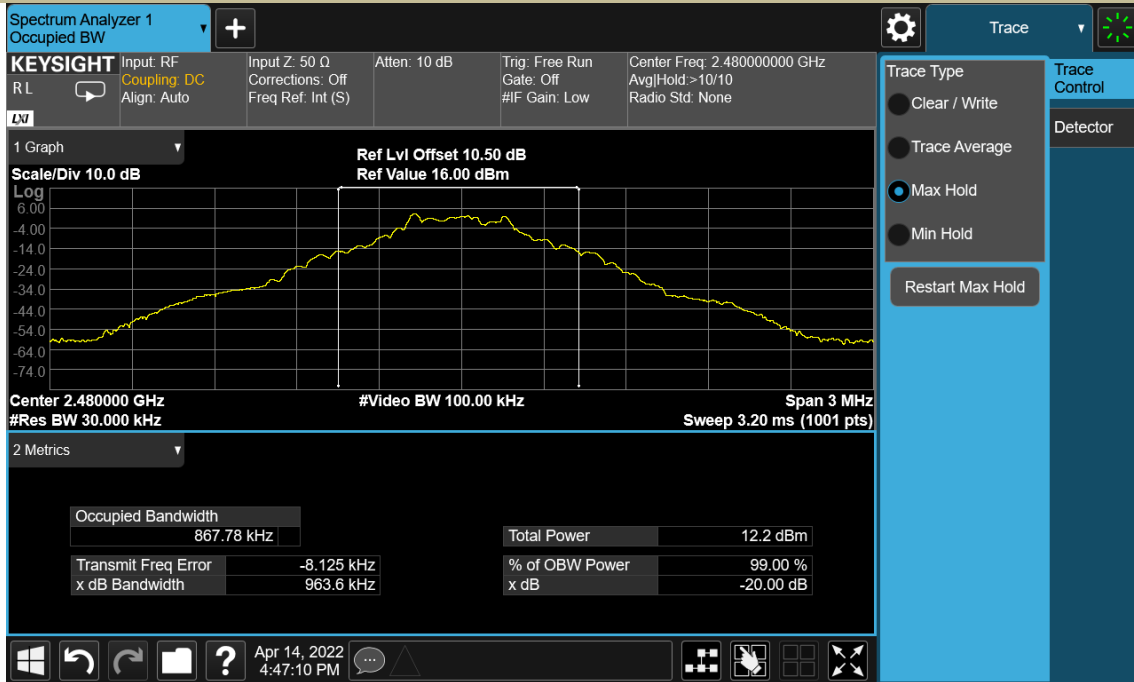 Spectrum Analyzer 1
Occupied BW
+
Trace
KEYSIGHT
R L
LXI
Input: RF
Coupling: DC
Align: Auto
Input Z: 50 Ω
Corrections: Off
Freq Ref: Int (S)
Atten: 10 dB
Trig: Free Run
Gate: Off
#IF Gain: Low
Center Freq: 2.480000000 GHz
Avg|Hold:>10/10
Radio Std: None
Trace Type
Clear / Write
Trace Average
Max Hold
Min Hold
Restart Max Hold
Trace
Control
Detector
1 Graph
Scale/Div 10.0 dB
Ref Lvl Offset 10.50 dB
Ref Value 16.00 dBm
Log
6.00
-4.00
-14.0
-24.0
-34.0
-44.0
-54.0
-64.0
-74.0
Center 2.480000 GHz
#Video BW 100.00 kHz
Span 3 MHz
#Res BW 30.000 kHz
Sweep 3.20 ms (1001 pts)
2 Metrics
Occupied Bandwidth
867.78 kHz
Total Power 12.2 dBm
Transmit Freq Error -8.125 kHz
% of OBW Power 99.00 %
x dB Bandwidth 963.6 kHz
x dB -20.00 dB
?
Apr 14, 2022
4:47:10 PM